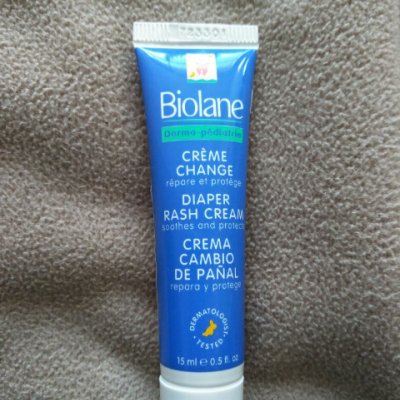 Biolane
Dermo-pédiatrie
CRÈME
CHANGE
répare et protège
DIAPER
RASH CREAM
soothes and protects
CREMA
CAMBIO
DE PAÑAL
repara y protege
DERMATOLOGIST
TESTED
15 ml e 0.5 fl. oz